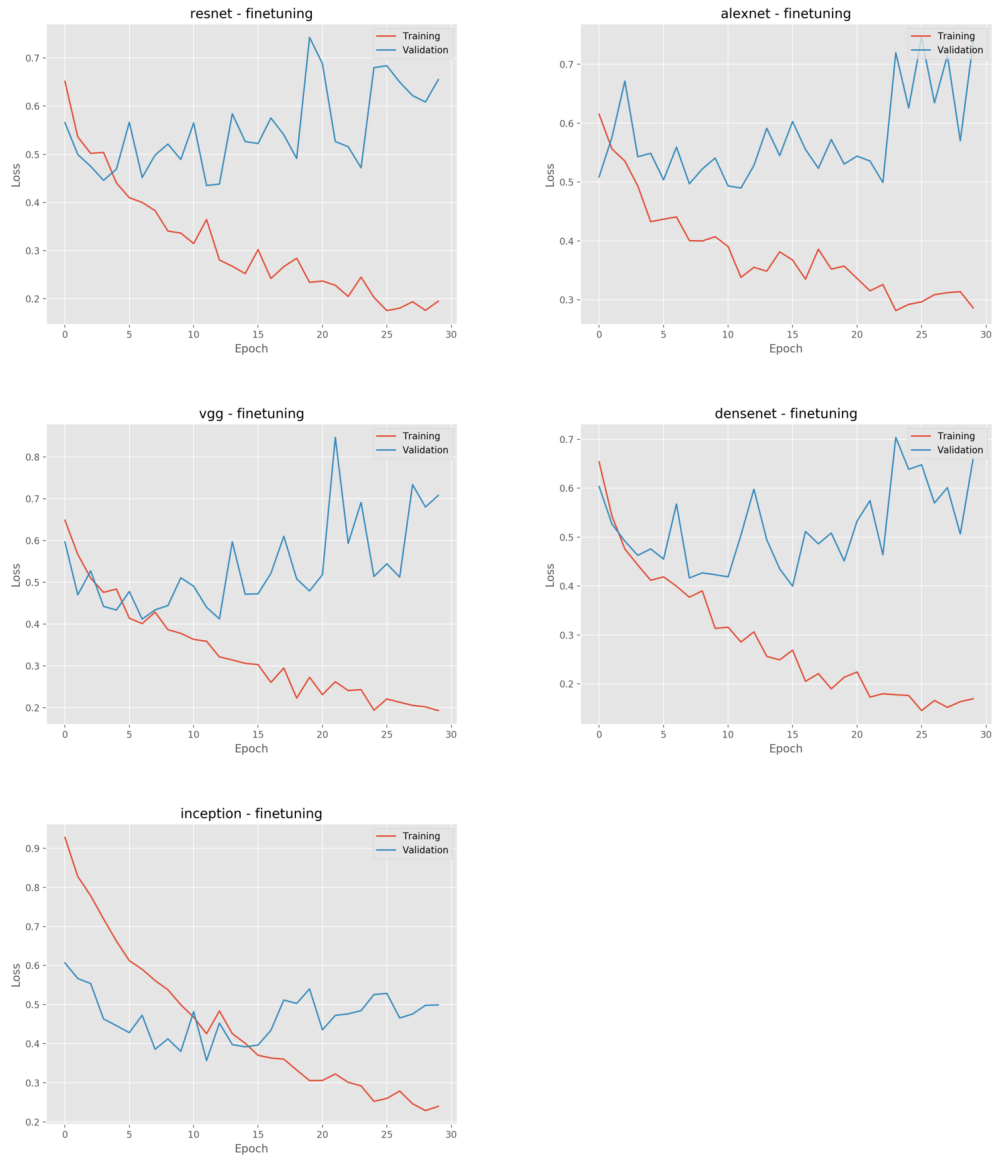 resnet - finetuning
Training
Validation
0.7
0.6
0.5
0.4
0.3
0.2
Loss
0 5 10 15 20 25 30
Epoch
alexnet - finetuning
Training
Validation
0.7
0.6
0.5
0.4
0.3
Loss
0 5 10 15 20 25 30
Epoch
vgg - finetuning
Training
Validation
0.8
0.7
0.6
0.5
0.4
0.3
0.2
Loss
0 5 10 15 20 25 30
Epoch
densenet - finetuning
Training
Validation
0.7
0.6
0.5
0.4
0.3
0.2
Loss
0 5 10 15 20 25 30
Epoch
inception - finetuning
Training
Validation
0.9
0.8
0.7
0.6
0.5
0.4
0.3
0.2
Loss
0 5 10 15 20 25 30
Epoch